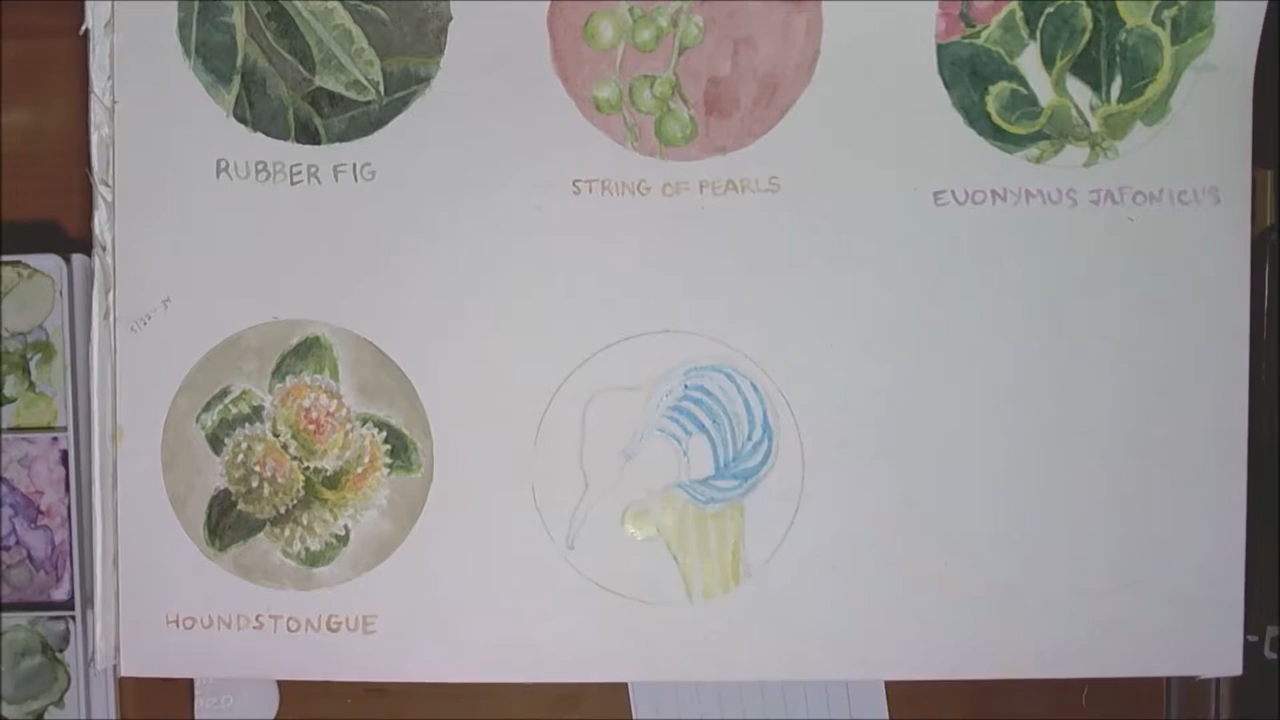 RUBBER FIG
STRING OF PEARLS
EUONYMUS JAPONICUS
HOUNDSTONGUE